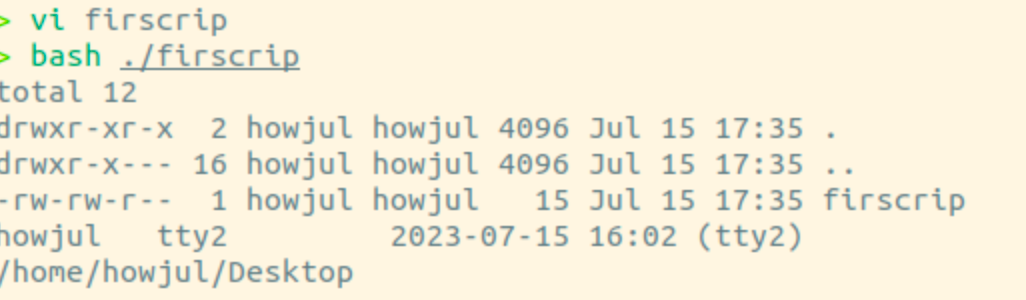 > vi firscrip
> bash ./firscrip
total 12
drwxr-xr-x  2 howjul howjul 4096 Jul 15 17:35 .
drwxr-x--- 16 howjul howjul 4096 Jul 15 17:35 ..
-rw-rw-r--  1 howjul howjul   15 Jul 15 17:35 firscrip
howjul   tty2         2023-07-15 16:02 (tty2)
/home/howjul/Desktop